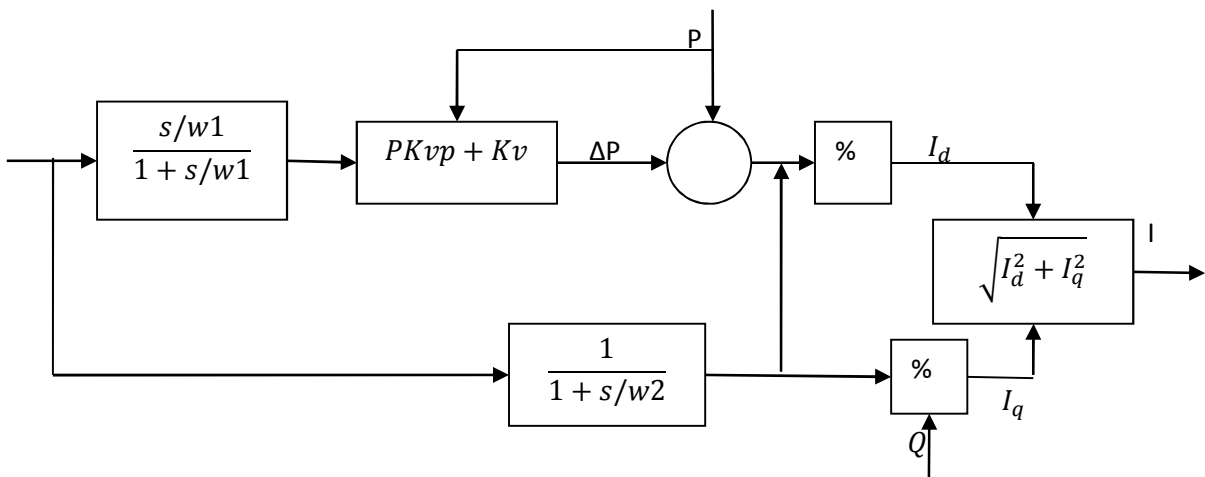 P
s/w1
1 + s/w1
PKvp + Kv
ΔP
%
I_d
√(I_d^2 + I_q^2)
I
1
1 + s/w2
%
I_q
Q